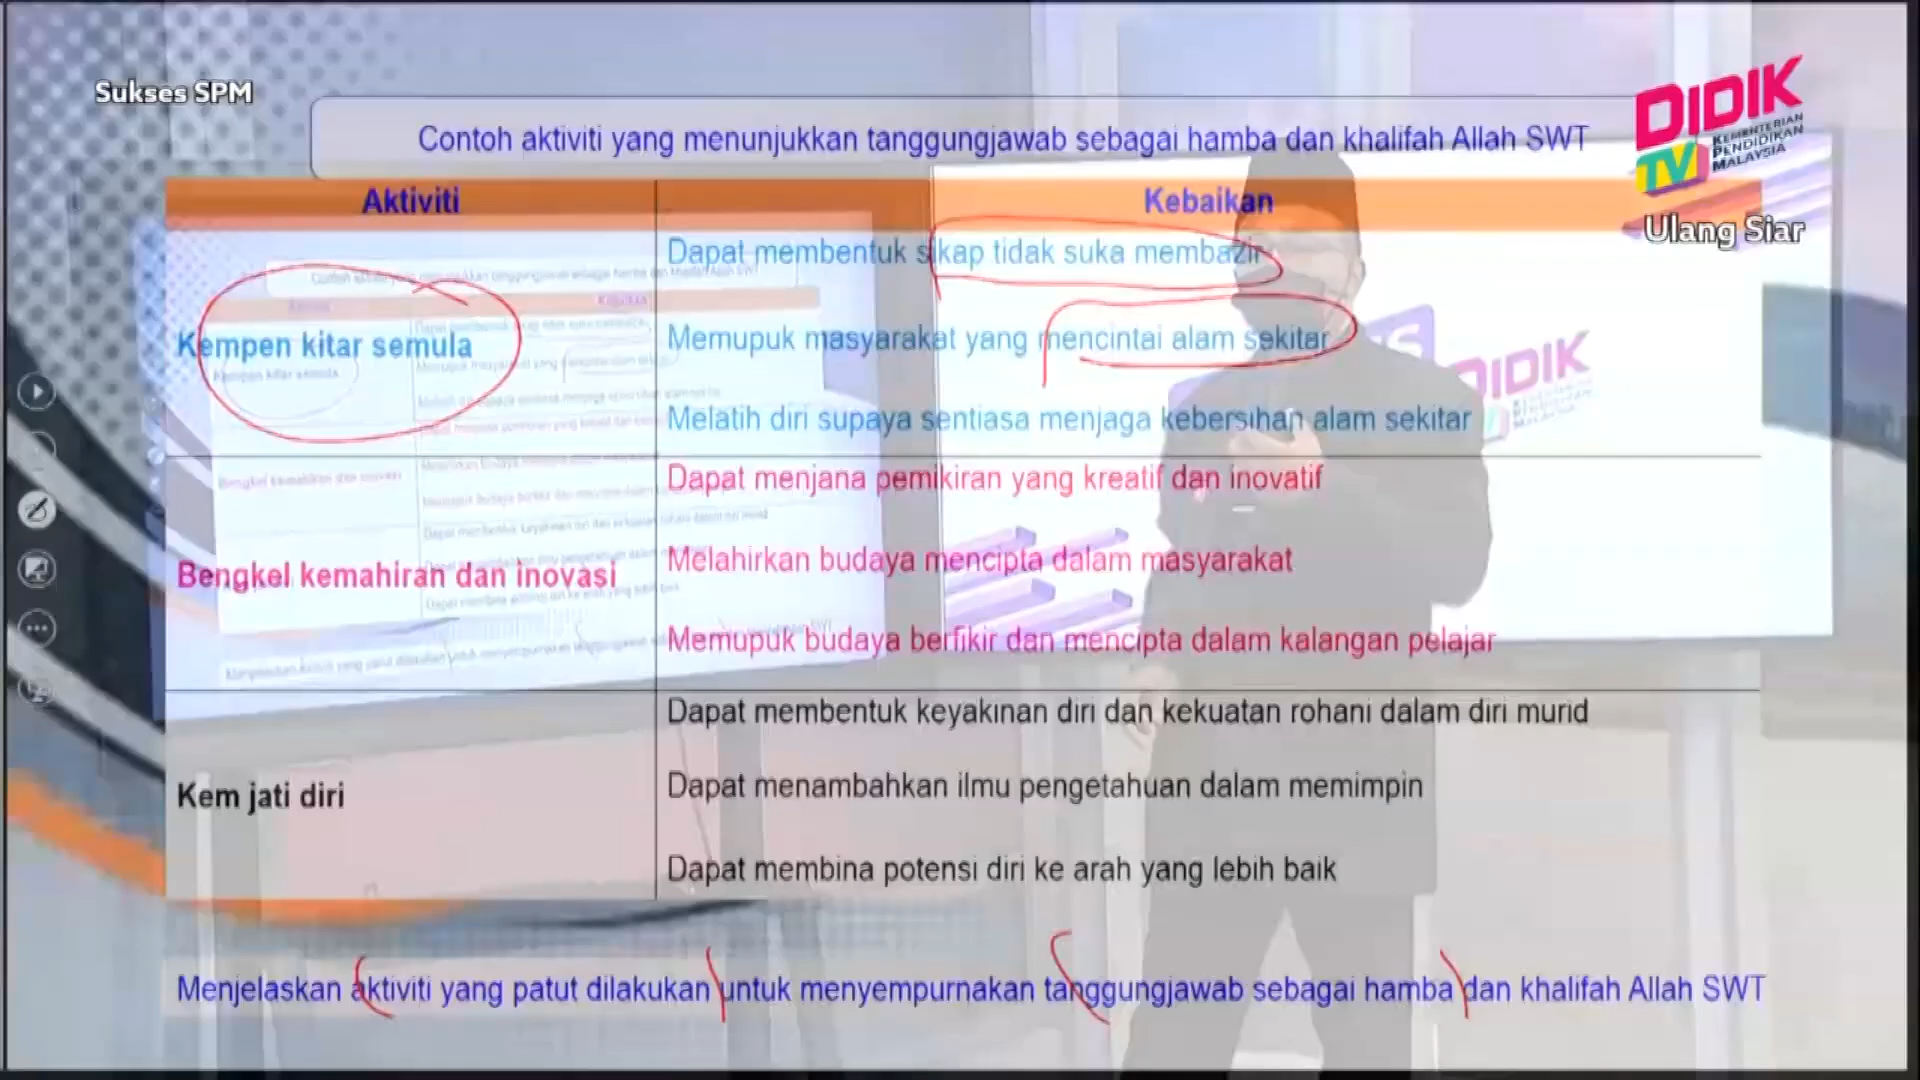 Sukses SPM
DIDIK
TV
KEMENTERIAN
PENDIDIKAN
MALAYSIA
Ulang Siar
Contoh aktiviti yang menunjukkan tanggungjawab sebagai hamba dan khalifah Allah SWT
Aktiviti
Kebaikan
Kempen kitar semula
Dapat membentuk sikap tidak suka membazir
Memupuk masyarakat yang mencintai alam sekitar
Melatih diri supaya sentiasa menjaga kebersihan alam sekitar
Bengkel kemahiran dan inovasi
Dapat menjana pemikiran yang kreatif dan inovatif
Melahirkan budaya mencipta dalam masyarakat
Memupuk budaya berfikir dan mencipta dalam kalangan pelajar
Kem jati diri
Dapat membentuk keyakinan diri dan kekuatan rohani dalam diri murid
Dapat menambahkan ilmu pengetahuan dalam memimpin
Dapat membina potensi diri ke arah yang lebih baik
Menjelaskan aktiviti yang patut dilakukan untuk menyempurnakan tanggungjawab sebagai hamba dan khalifah Allah SWT
DIDIK